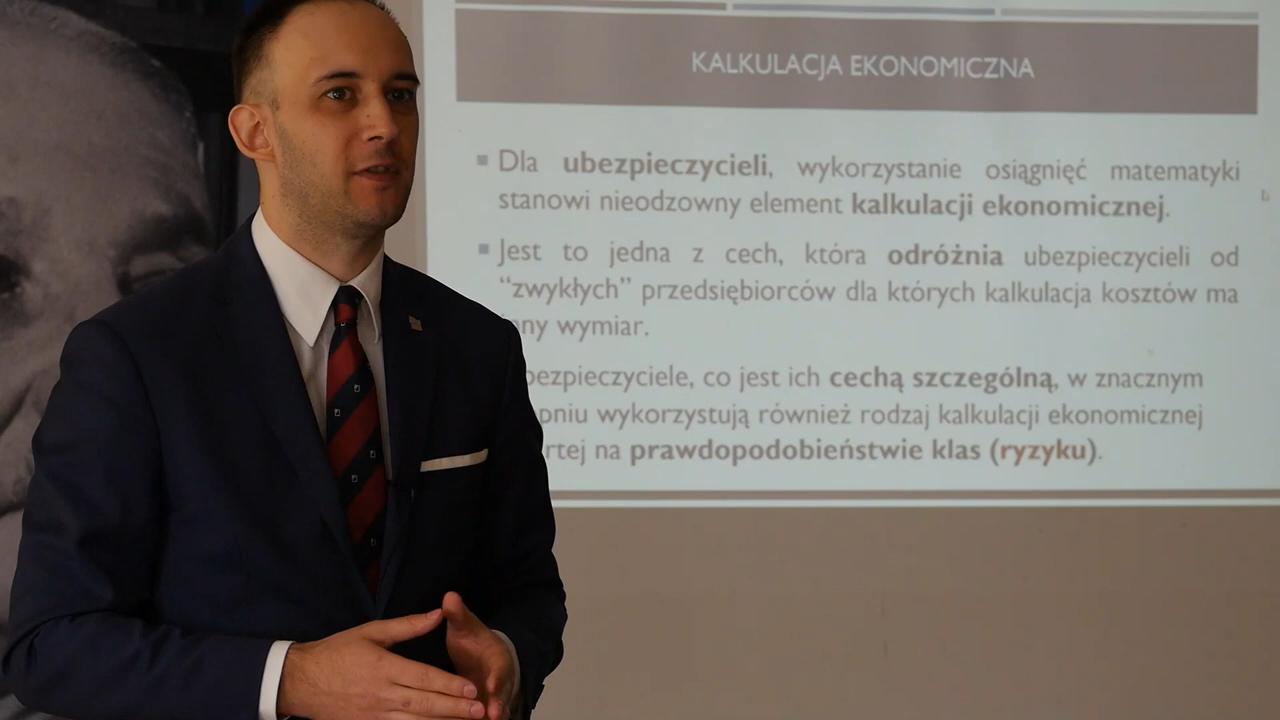 KALKULACJA EKONOMICZNA
Dla ubezpieczycieli, wykorzystanie osiągnięć matematyki
stanowi nieodzowny element kalkulacji ekonomicznej.
Jest to jedna z cech, która odróżnia ubezpieczycieli od
“zwykłych” przedsiębiorców dla których kalkulacja kosztów ma
nny wymiar.
bezpieczyciele, co jest ich cechą szczególną, w znacznym
pniu wykorzystują również rodzaj kalkulacji ekonomicznej
rtej na prawdopodobieństwie klas (ryzyku).